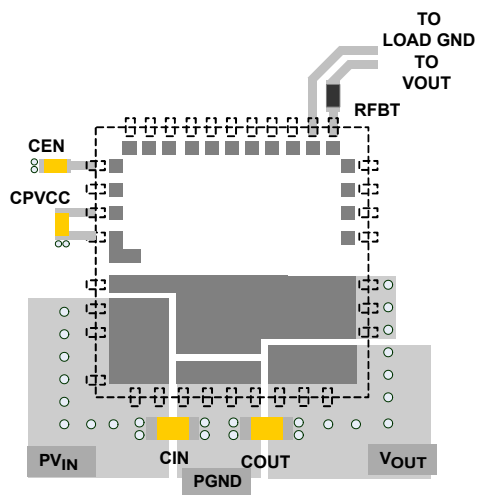 TO
LOAD GND
TO
VOUT
RFBT
CEN
CPVCC
CIN
COUT
PVIN
PGND
VOUT